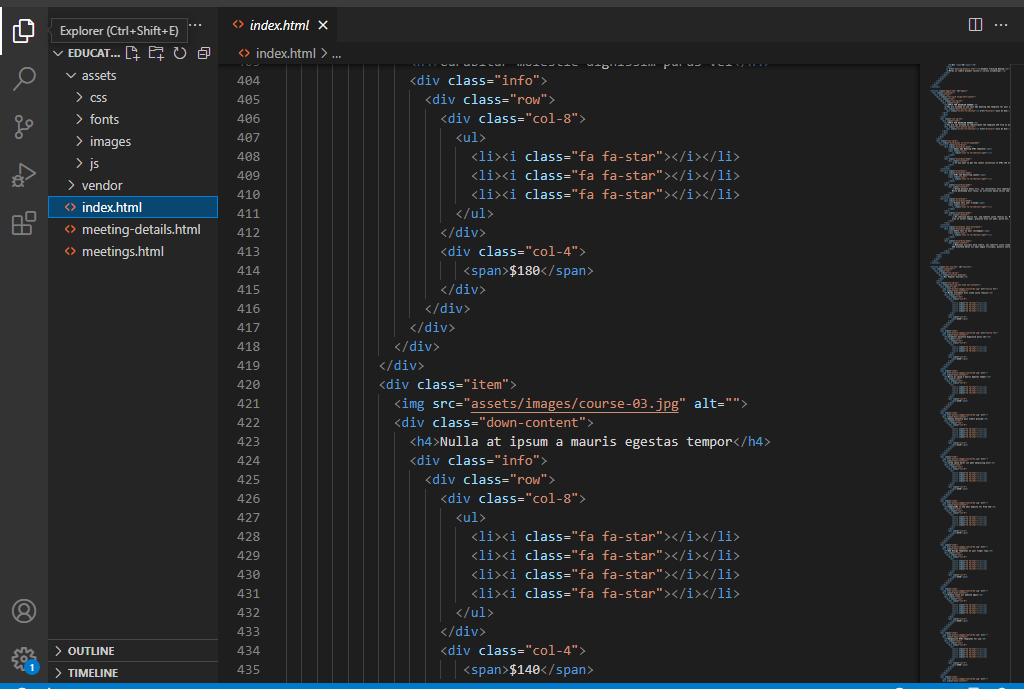 Explorer (Ctrl+Shift+E)
EDUCAT...
assets
css
fonts
images
js
vendor
index.html
meeting-details.html
meetings.html
OUTLINE
TIMELINE
1
index.html
index.html > ...
404 <div class="info">
405 <div class="row">
406 <div class="col-8">
407 <ul>
408 <li><i class="fa fa-star"></i></li>
409 <li><i class="fa fa-star"></i></li>
410 <li><i class="fa fa-star"></i></li>
411 </ul>
412 </div>
413 <div class="col-4">
414 <span>$180</span>
415 </div>
416 </div>
417 </div>
418 </div>
419 </div>
420 <div class="item">
421 <img src="assets/images/course-03.jpg" alt="">
422 <div class="down-content">
423 <h4>Nulla at ipsum a mauris egestas tempor</h4>
424 <div class="info">
425 <div class="row">
426 <div class="col-8">
427 <ul>
428 <li><i class="fa fa-star"></i></li>
429 <li><i class="fa fa-star"></i></li>
430 <li><i class="fa fa-star"></i></li>
431 <li><i class="fa fa-star"></i></li>
432 </ul>
433 </div>
434 <div class="col-4">
435 <span>$140</span>